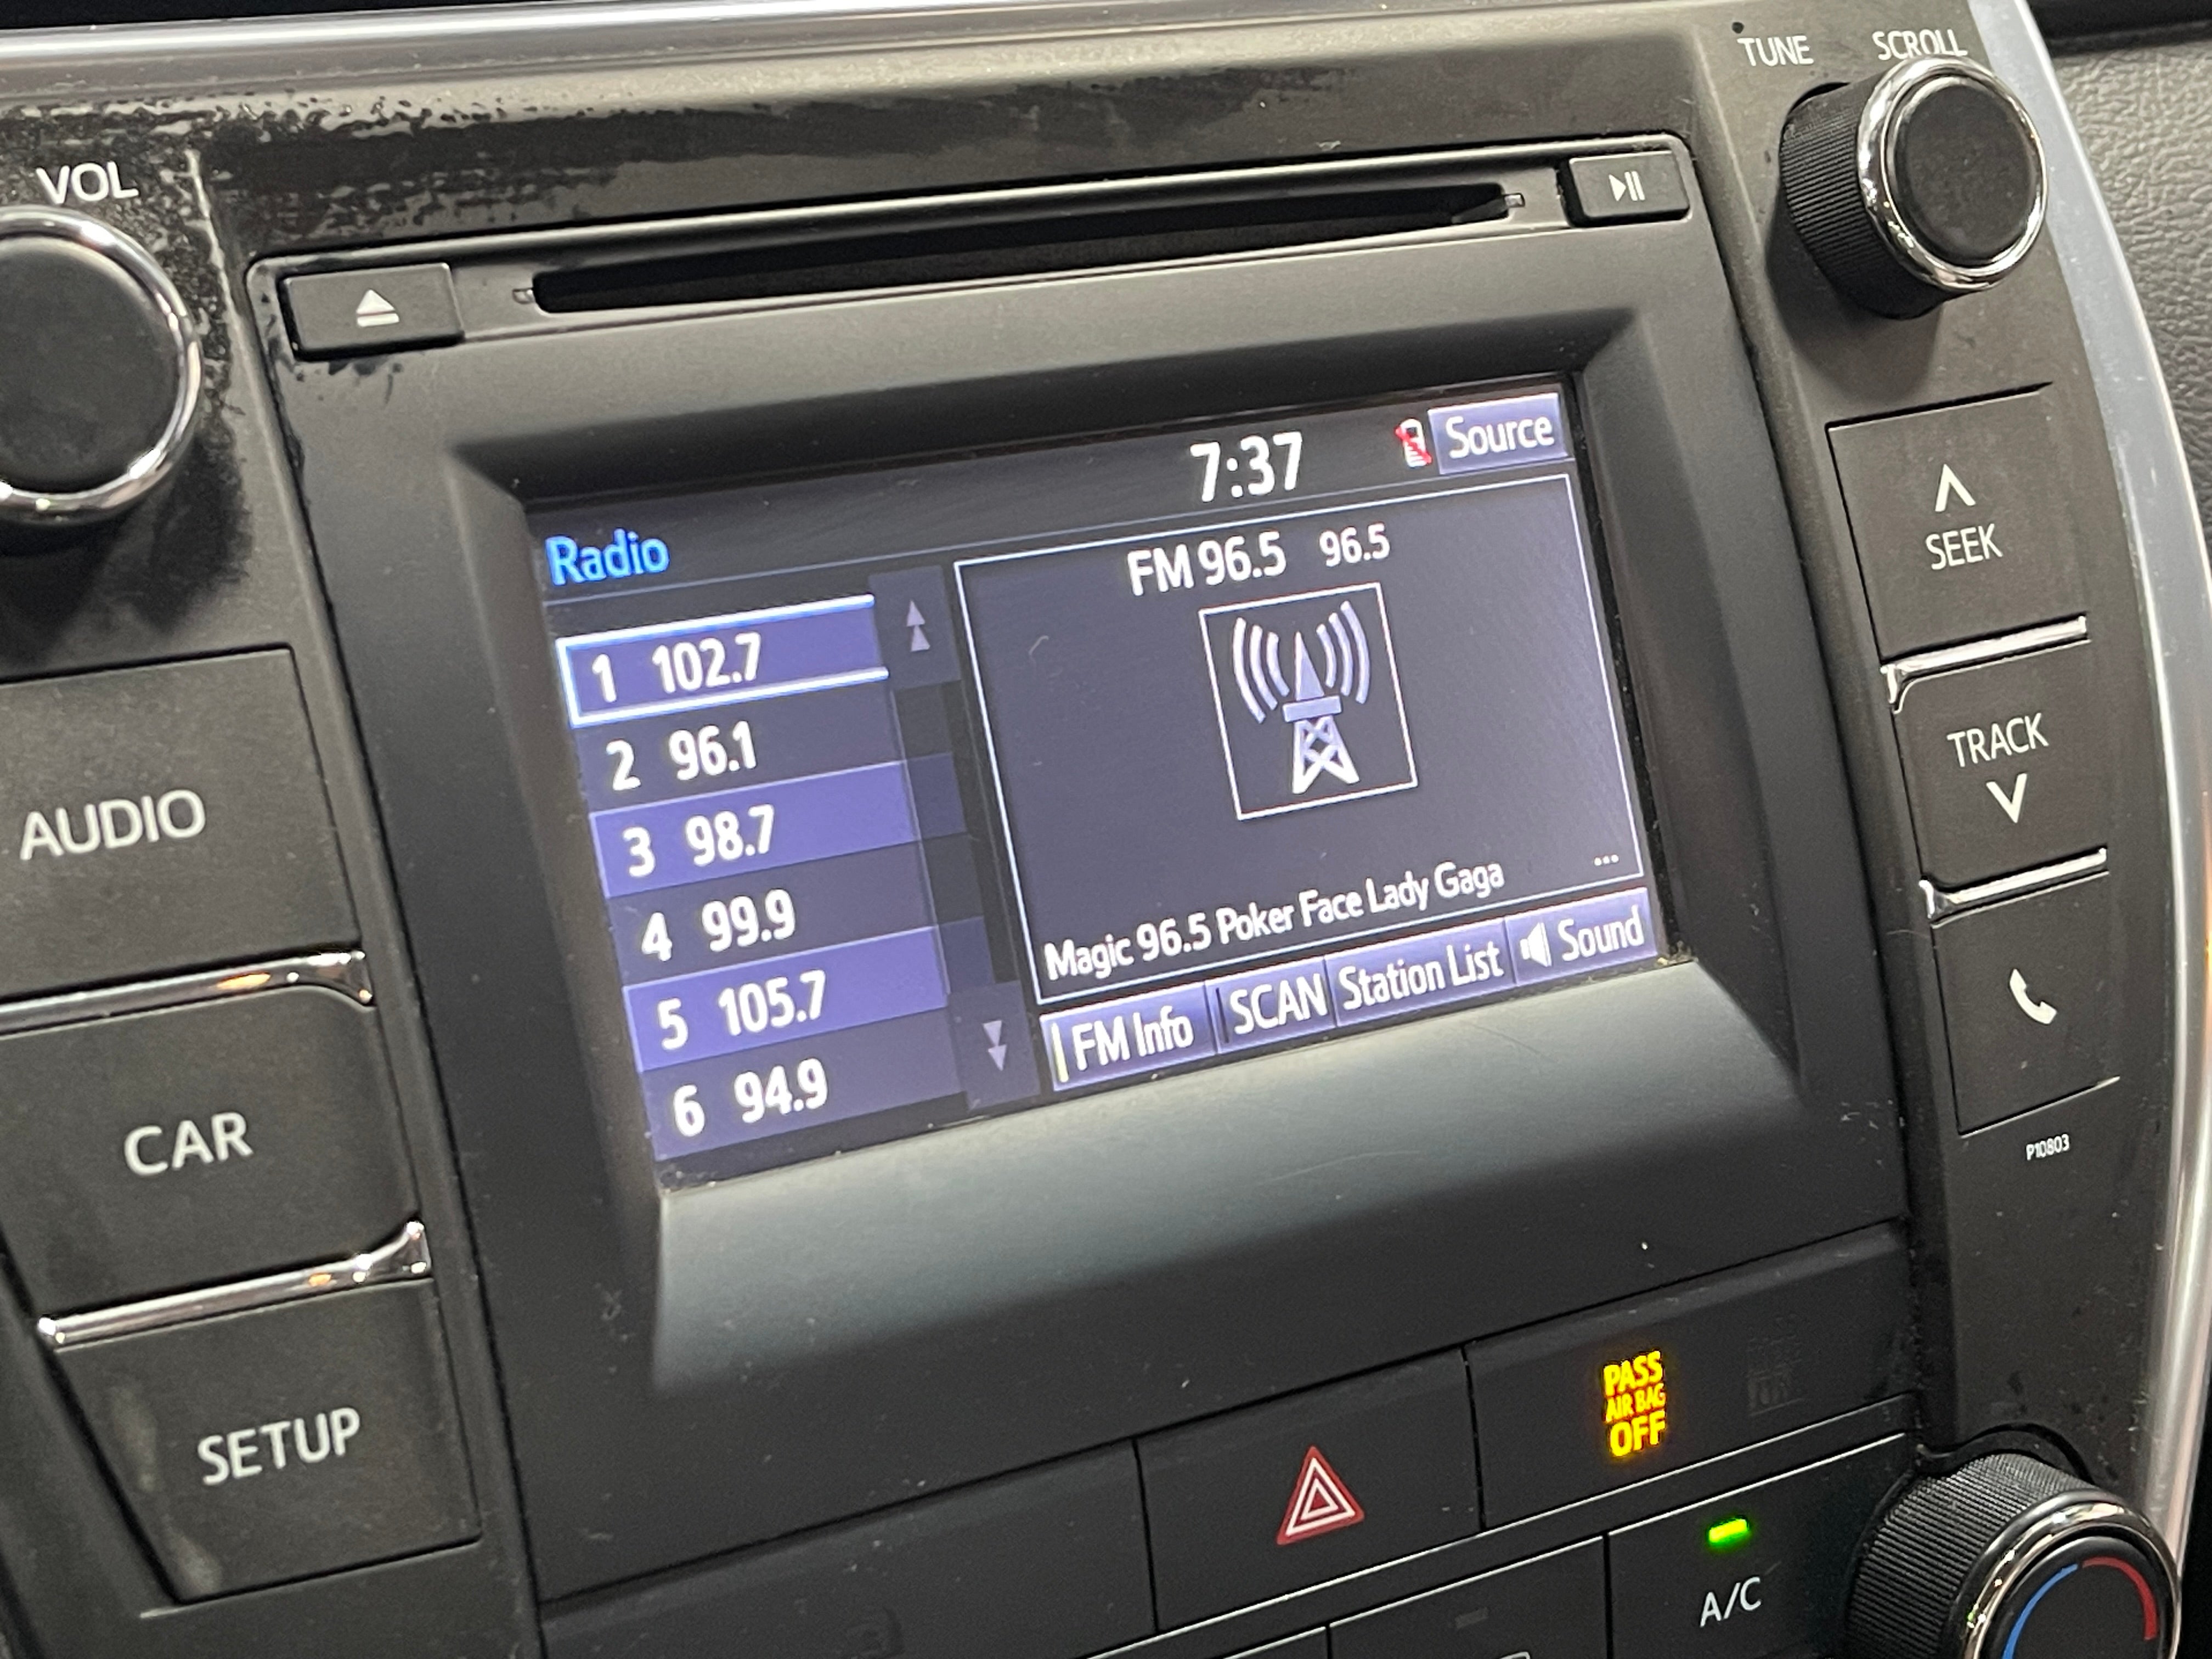 TUNE SCROLL
VOL
7:37 Source
Radio
FM 96.5 96.5
1 102.7
2 96.1
3 98.7
4 99.9
5 105.7
6 94.9
Magic 96.5 Poker Face Lady Gaga ...
FM Info SCAN Station List Sound
SEEK
TRACK
AUDIO
CAR
SETUP
P10803
PASS
AIR BAG
OFF
A/C